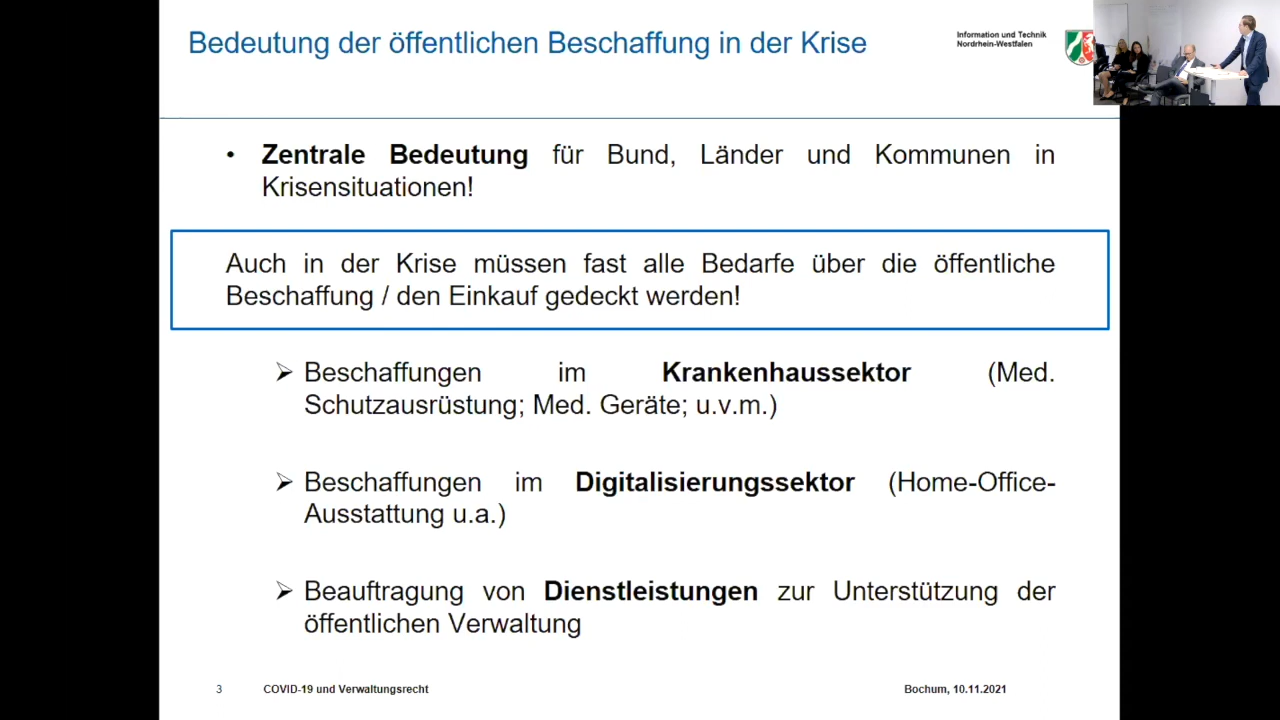 Bedeutung der öffentlichen Beschaffung in der Krise
Information und Technik
Nordrhein-Westfalen
• Zentrale Bedeutung für Bund, Länder und Kommunen in
Krisensituationen!
Auch in der Krise müssen fast alle Bedarfe über die öffentliche
Beschaffung / den Einkauf gedeckt werden!
➢ Beschaffungen im Krankenhaussektor (Med.
Schutzausrüstung; Med. Geräte; u.v.m.)
➢ Beschaffungen im Digitalisierungssektor (Home-Office-
Ausstattung u.a.)
➢ Beauftragung von Dienstleistungen zur Unterstützung der
öffentlichen Verwaltung
3 COVID-19 und Verwaltungsrecht Bochum, 10.11.2021